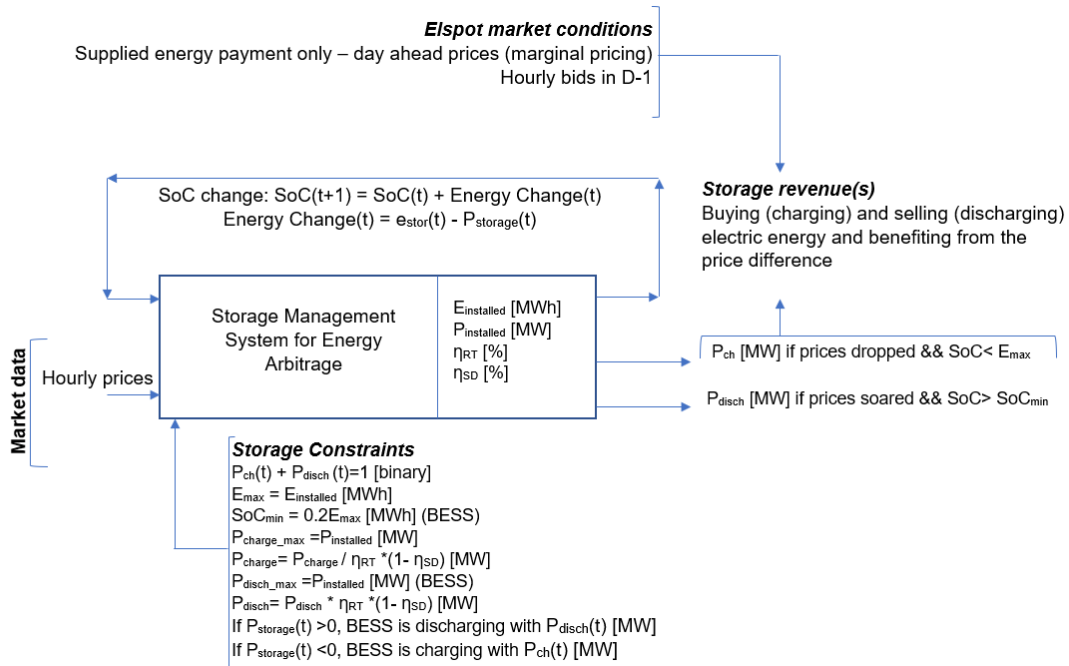 Elspot market conditions
Supplied energy payment only – day ahead prices (marginal pricing)
Hourly bids in D-1
SoC change: SoC(t+1) = SoC(t) + Energy Change(t)
Energy Change(t) = estor(t) - Pstorage(t)
Storage revenue(s)
Buying (charging) and selling (discharging)
electric energy and benefiting from the
price difference
Storage Management
System for Energy
Arbitrage
Einstalled [MWh]
Pinstalled [MW]
ηRT [%]
ηSD [%]
Market data
Hourly prices
Pch [MW] if prices dropped && SoC< Emax
Pdisch [MW] if prices soared && SoC> SoCmin
Storage Constraints
Pch(t) + Pdisch (t)=1 [binary]
Emax = Einstalled [MWh]
SoCmin = 0.2Emax [MWh] (BESS)
Pcharge_max =Pinstalled [MW]
Pcharge= Pcharge / ηRT *(1- ηSD) [MW]
Pdisch_max =Pinstalled [MW] (BESS)
Pdisch= Pdisch * ηRT *(1- ηSD) [MW]
If Pstorage(t) >0, BESS is discharging with Pdisch(t) [MW]
If Pstorage(t) <0, BESS is charging with Pch(t) [MW]